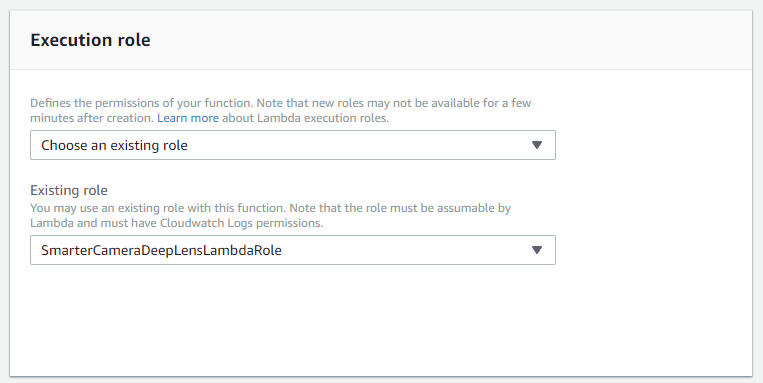 Execution role
Defines the permissions of your function. Note that new roles may not be available for a few
minutes after creation. Learn more about Lambda execution roles.
Choose an existing role
Existing role
You may use an existing role with this function. Note that the role must be assumable by
Lambda and must have Cloudwatch Logs permissions.
SmarterCameraDeepLensLambdaRole